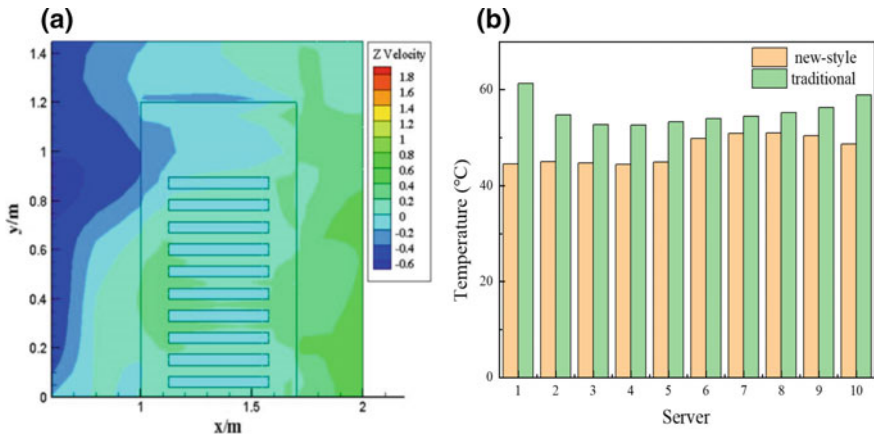 (a)
Z Velocity
1.8
1.6
1.4
1.2
1
0.8
0.6
0.4
0.2
0
-0.2
-0.4
-0.6
1.4
1.2
1
0.8
0.6
0.4
0.2
0
y/m
1
1.5
2
x/m
(b)
new-style
traditional
60
40
20
0
Temperature (°C)
1 2 3 4 5 6 7 8 9 10
Server